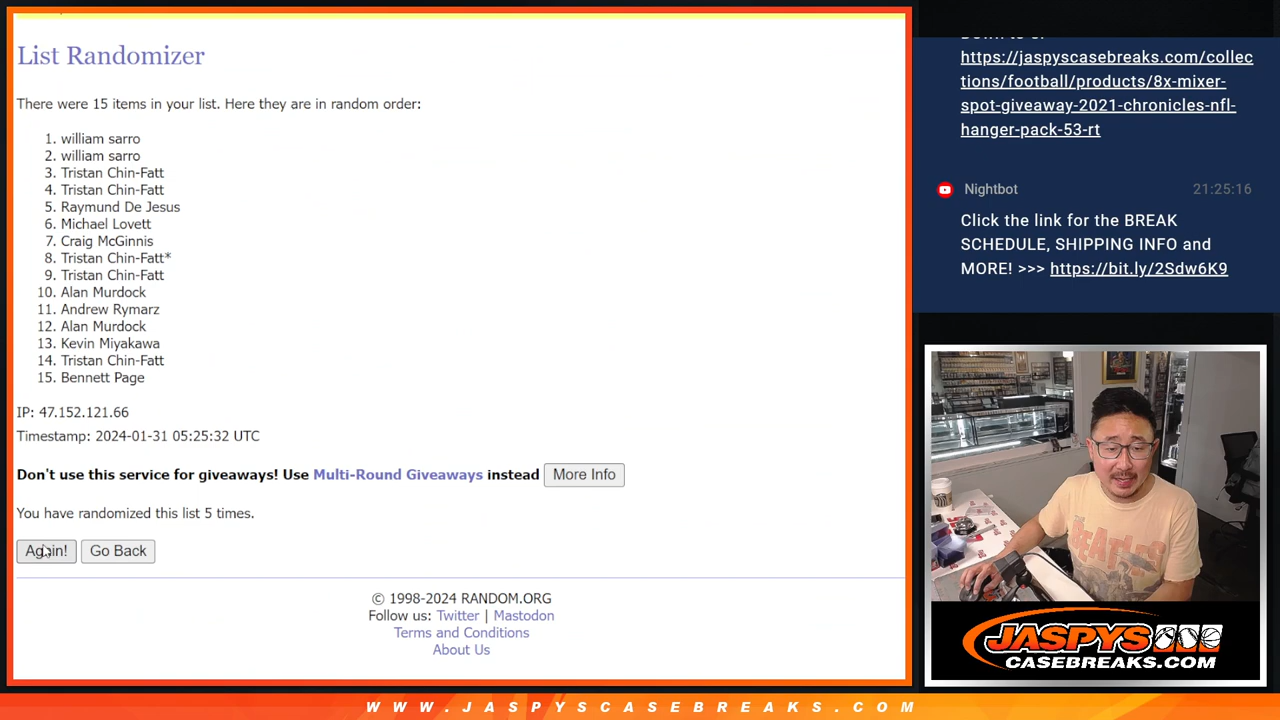 List Randomizer
There were 15 items in your list. Here they are in random order:
1. william sarro
2. william sarro
3. Tristan Chin-Fatt
4. Tristan Chin-Fatt
5. Raymund De Jesus
6. Michael Lovett
7. Craig McGinnis
8. Tristan Chin-Fatt*
9. Tristan Chin-Fatt
10. Alan Murdock
11. Andrew Rymarz
12. Alan Murdock
13. Kevin Miyakawa
14. Tristan Chin-Fatt
15. Bennett Page
IP: 47.152.121.66
Timestamp: 2024-01-31 05:25:32 UTC
Don't use this service for giveaways! Use Multi-Round Giveaways instead More Info
You have randomized this list 5 times.
Again! Go Back
© 1998-2024 RANDOM.ORG
Follow us: Twitter | Mastodon
Terms and Conditions
About Us
https://jaspyscasebreaks.com/collec
tions/football/products/8x-mixer-
spot-giveaway-2021-chronicles-nfl-
hanger-pack-53-rt
Nightbot 21:25:16
Click the link for the BREAK
SCHEDULE, SHIPPING INFO and
MORE! >>> https://bit.ly/2Sdw6K9
JASPYS
CASEBREAKS.COM
WWW.JASPYSCASEBREAKS.COM